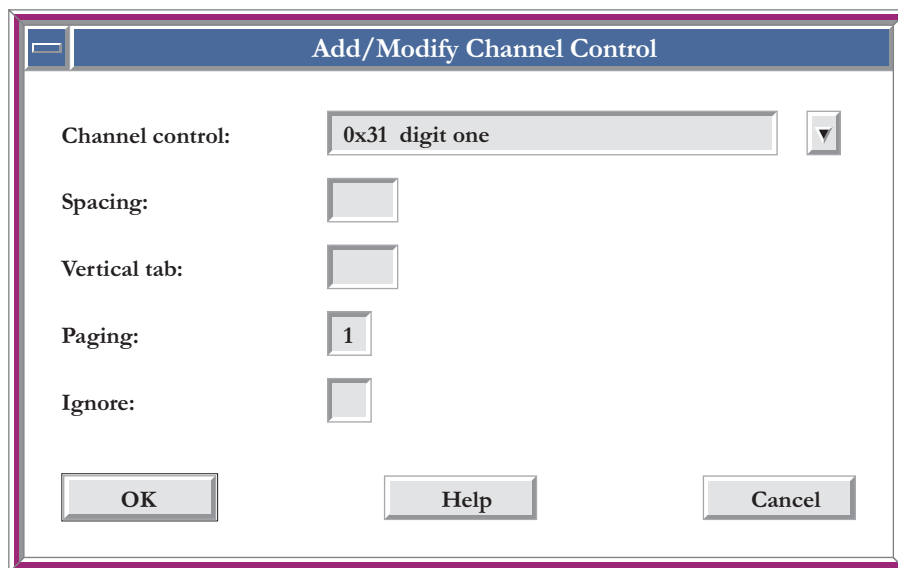 Add/Modify Channel Control
Channel control: 0x31 digit one
Spacing:
Vertical tab:
Paging: 1
Ignore:
OK Help Cancel